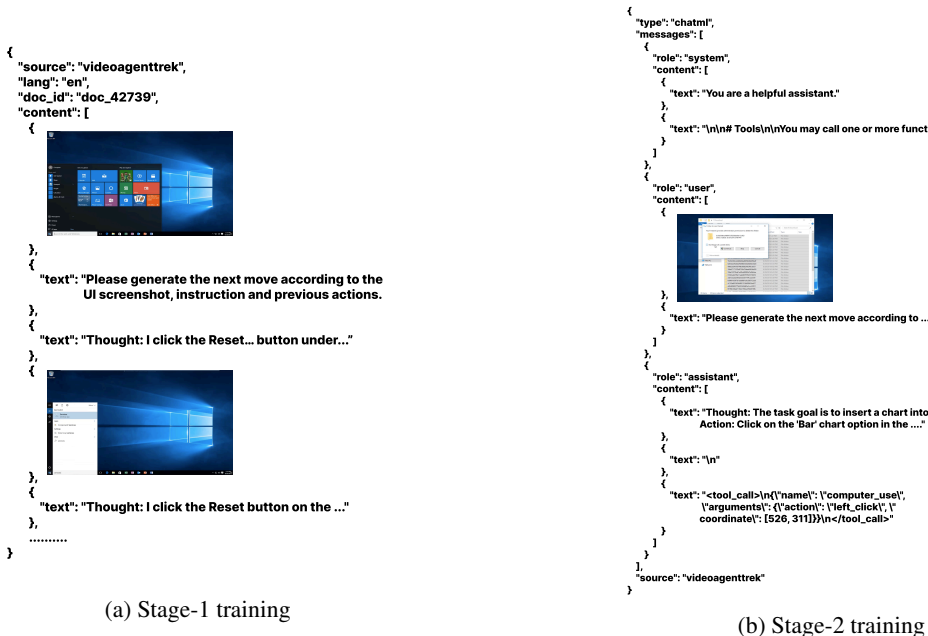 {
"source": "videoagenttrek",
"lang": "en",
"doc_id": "doc_42739",
"content": [
{
},
{
"text": "Please generate the next move according to the
UI screenshot, instruction and previous actions.
},
{
"text": "Thought: I click the Reset... button under..."
},
{
},
{
"text": "Thought: I click the Reset button on the ..."
},
..........
}
(a) Stage-1 training
{
"type": "chatml",
"messages": [
{
"role": "system",
"content": [
{
"text": "You are a helpful assistant."
},
{
"text": "\n\n# Tools\n\nYou may call one or more funct
}
]
},
{
"role": "user",
"content": [
{
},
{
"text": "Please generate the next move according to ...
}
]
},
{
"role": "assistant",
"content": [
{
"text": "Thought: The task goal is to insert a chart into
Action: Click on the 'Bar' chart option in the ...."
},
{
"text": "\n"
},
{
"text": "<tool_call>\n{\"name\": \"computer_use\",
\"arguments\": {\"action\": \"left_click\", \"
coordinate\": [526, 311]}}\n</tool_call>"
}
]
}
],
"source": "videoagenttrek"
}
(b) Stage-2 training